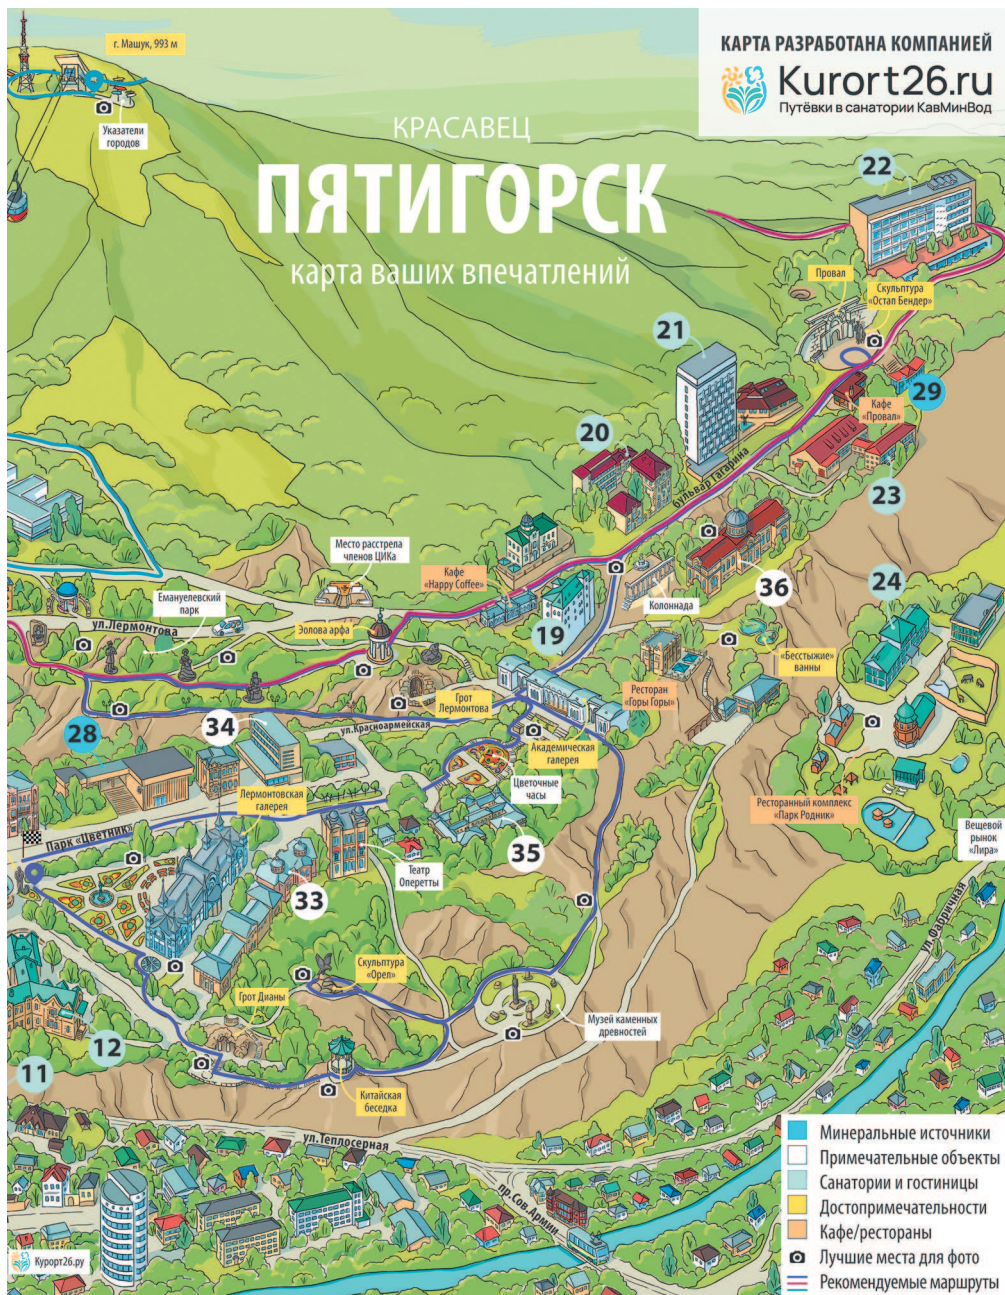 г. Машук, 993 м
КАРТА РАЗРАБОТАНА КОМПАНИЕЙ
Kurort26.ru
Путёвки в санатории КавМинВод
Указатели
городов
КРАСАВЕЦ
ПЯТИГОРСК
карта ваших впечатлений
22
Провал
Скульптура
«Остап Бендер»
21
29
Кафе
«Провал»
20
бульвар Гагарина
23
Место расстрела
членов ЦИКа
Кафе
«Happy Coffee»
36
24
Колоннада
Емануелевский
парк
ул.Лермонтова
Эолова арфа
19
«Бесстыжие»
ванны
Ресторан
«Горы Горы»
Грот
Лермонтова
28
34
ул.Красноармейская
Академическая
галерея
Лермонтовская
галерея
Цветочные
часы
Ресторанный комплекс
«Парк Родник»
Вещевой
рынок
«Лира»
Парк «Цветник»
35
Театр
Оперетты
33
ул.Фабричная
Скульптура
«Орел»
Грот Дианы
Музей каменных
древностей
12
11
Китайская
беседка
ул.Теплосерная
пр.Сов.Армии
Минеральные источники
Примечательные объекты
Санатории и гостиницы
Достопримечательности
Кафе/рестораны
Лучшие места для фото
Рекомендуемые маршруты
Курорт26.ру